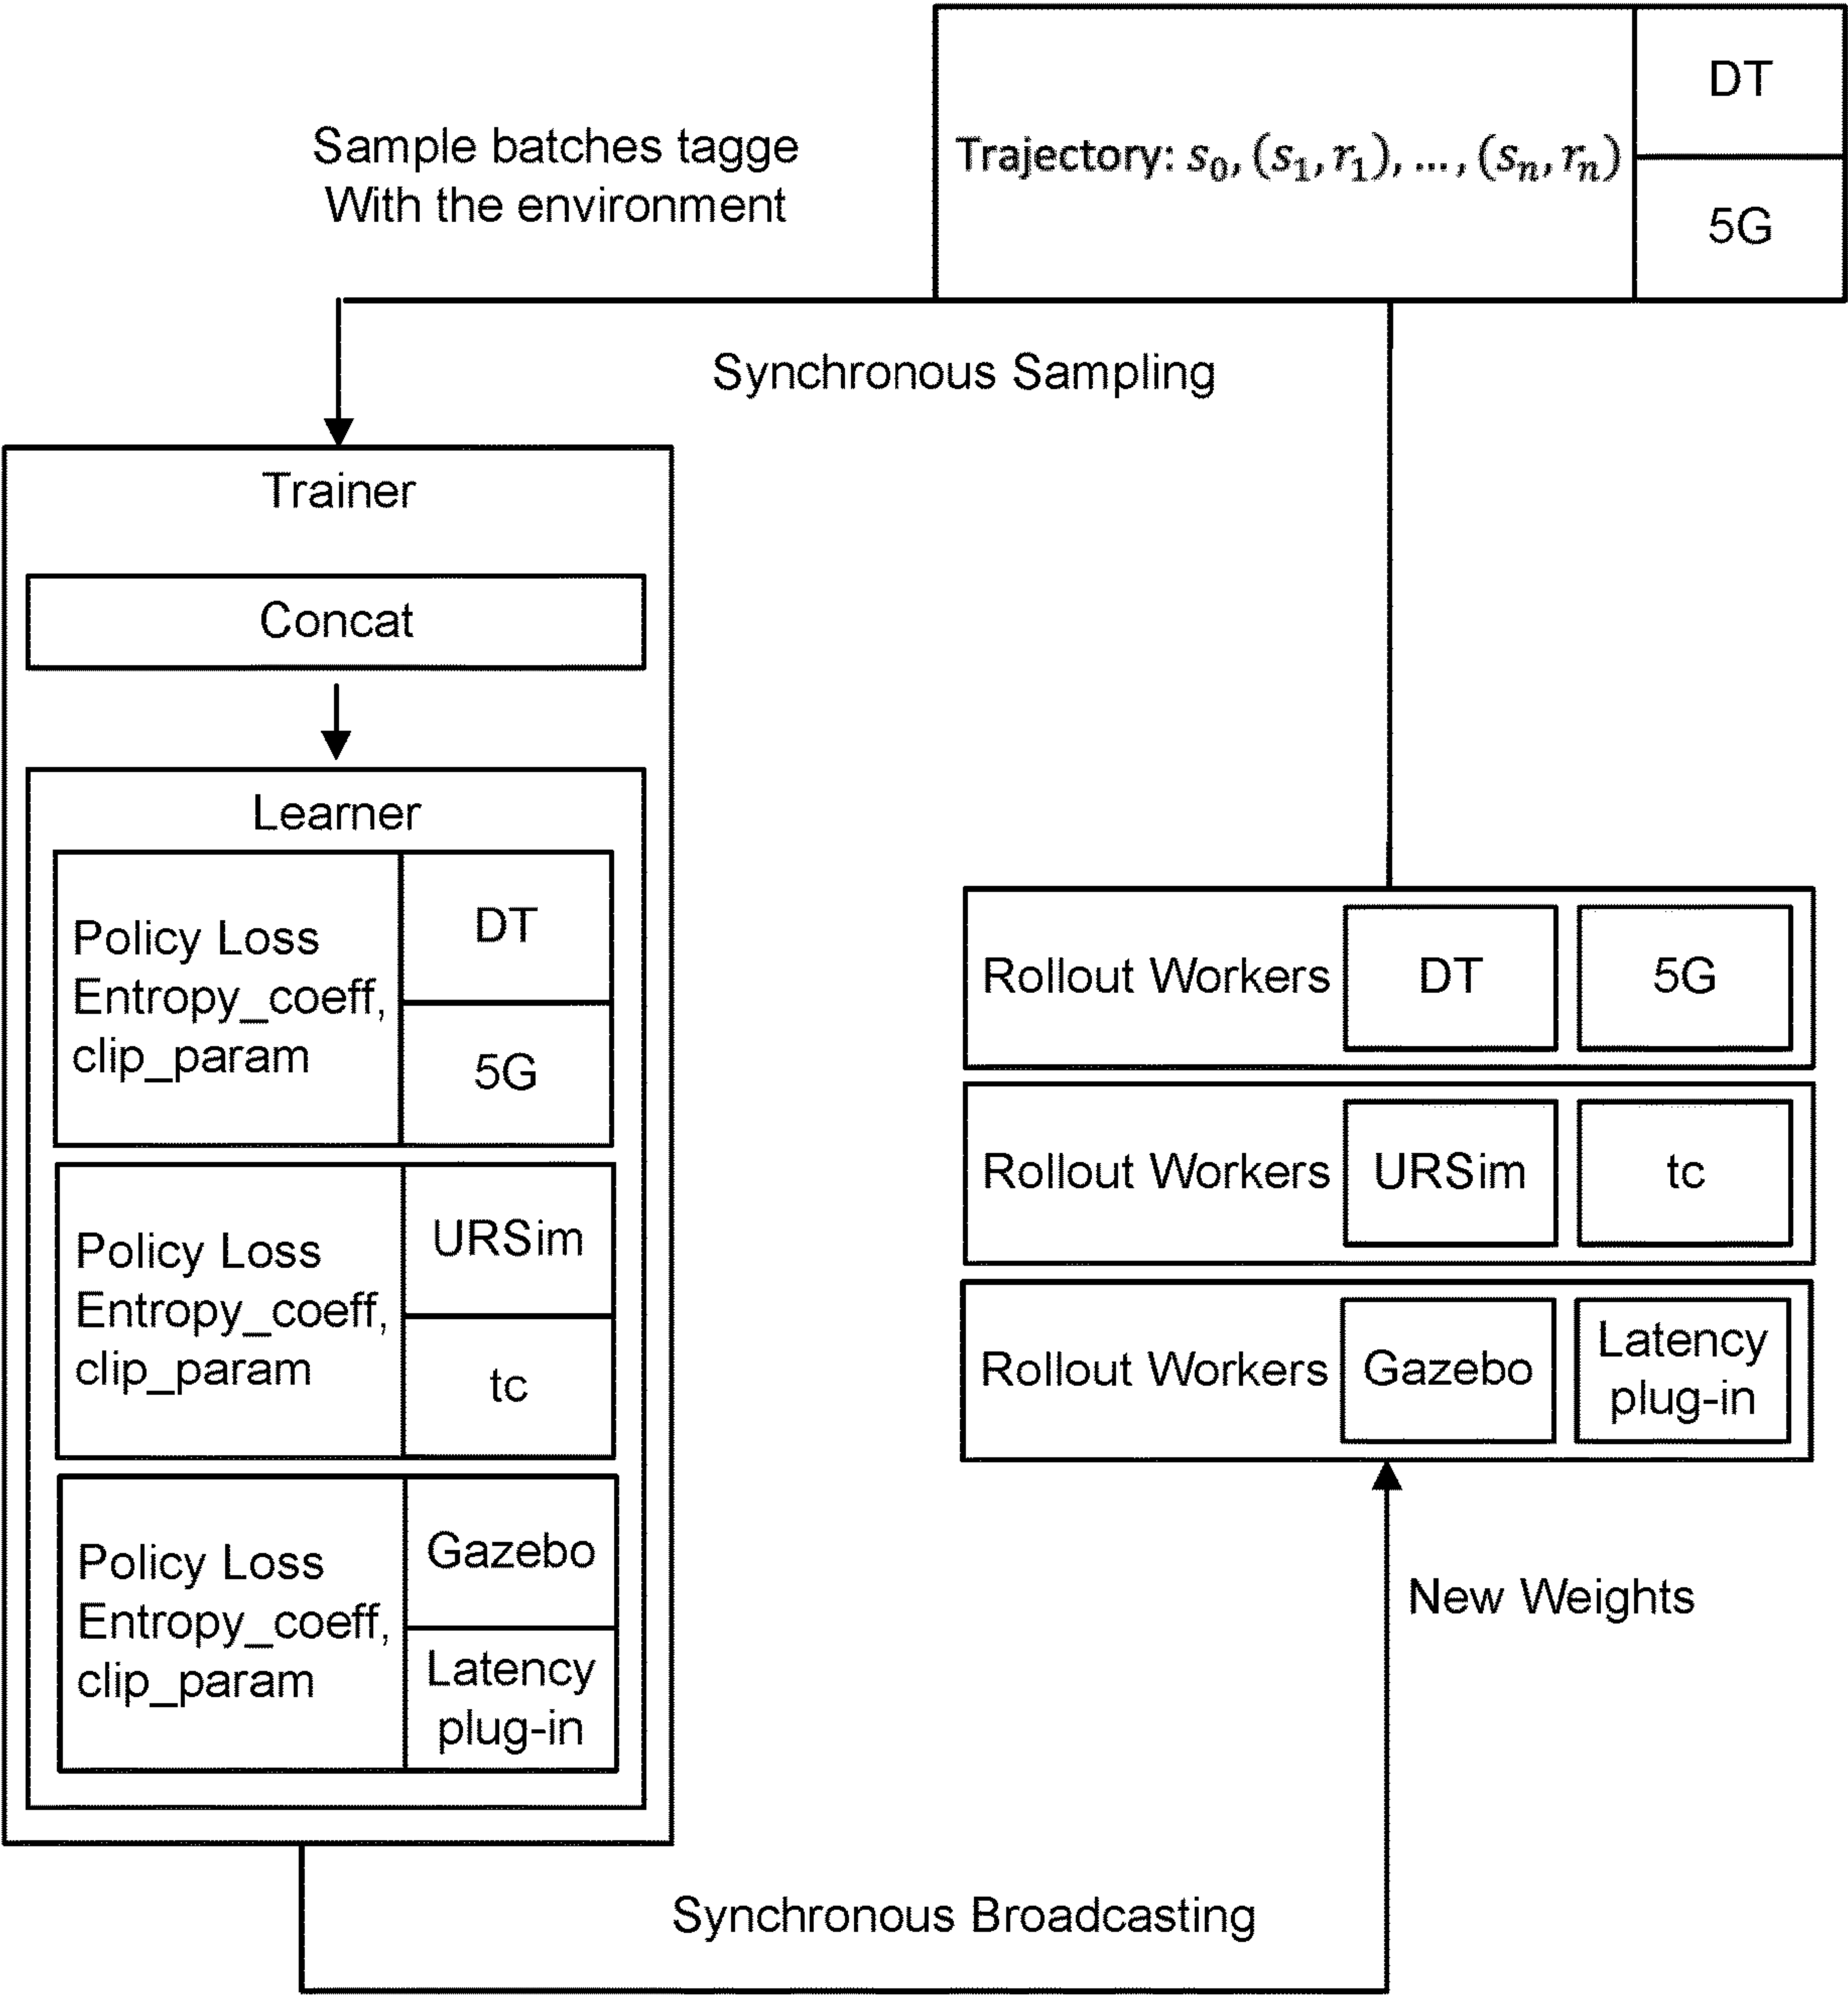 DT
Sample batches tagge
With the environment
Trajectory: s₀, (s₁, r₁), ..., (sₙ, rₙ)
5G
Synchronous Sampling
Trainer
Concat
Learner
Policy Loss
Entropy_coeff,
clip_param
DT
5G
Policy Loss
Entropy_coeff,
clip_param
URSim
tc
Policy Loss
Entropy_coeff,
clip_param
Gazebo
Latency
plug-in
Rollout Workers DT 5G
Rollout Workers URSim tc
Rollout Workers Gazebo Latency
plug-in
New Weights
Synchronous Broadcasting